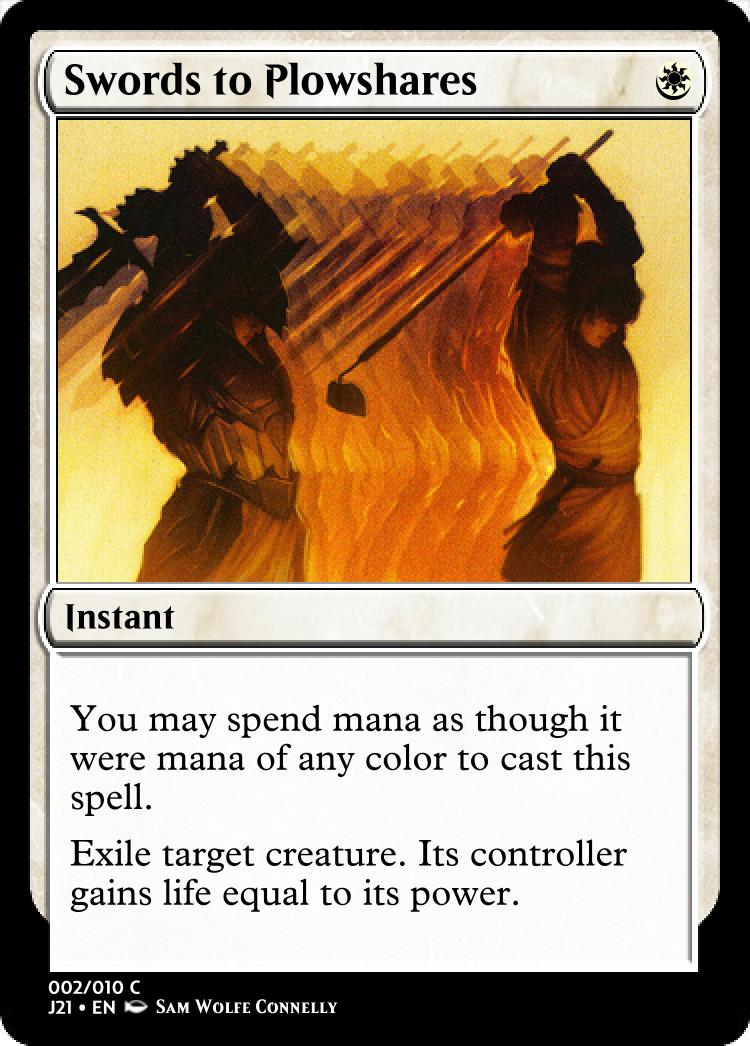 Swords to Plowshares
Instant
You may spend mana as though it
were mana of any color to cast this
spell.
Exile target creature. Its controller
gains life equal to its power.
002/010 C
J21 • EN Sam Wolfe Connelly